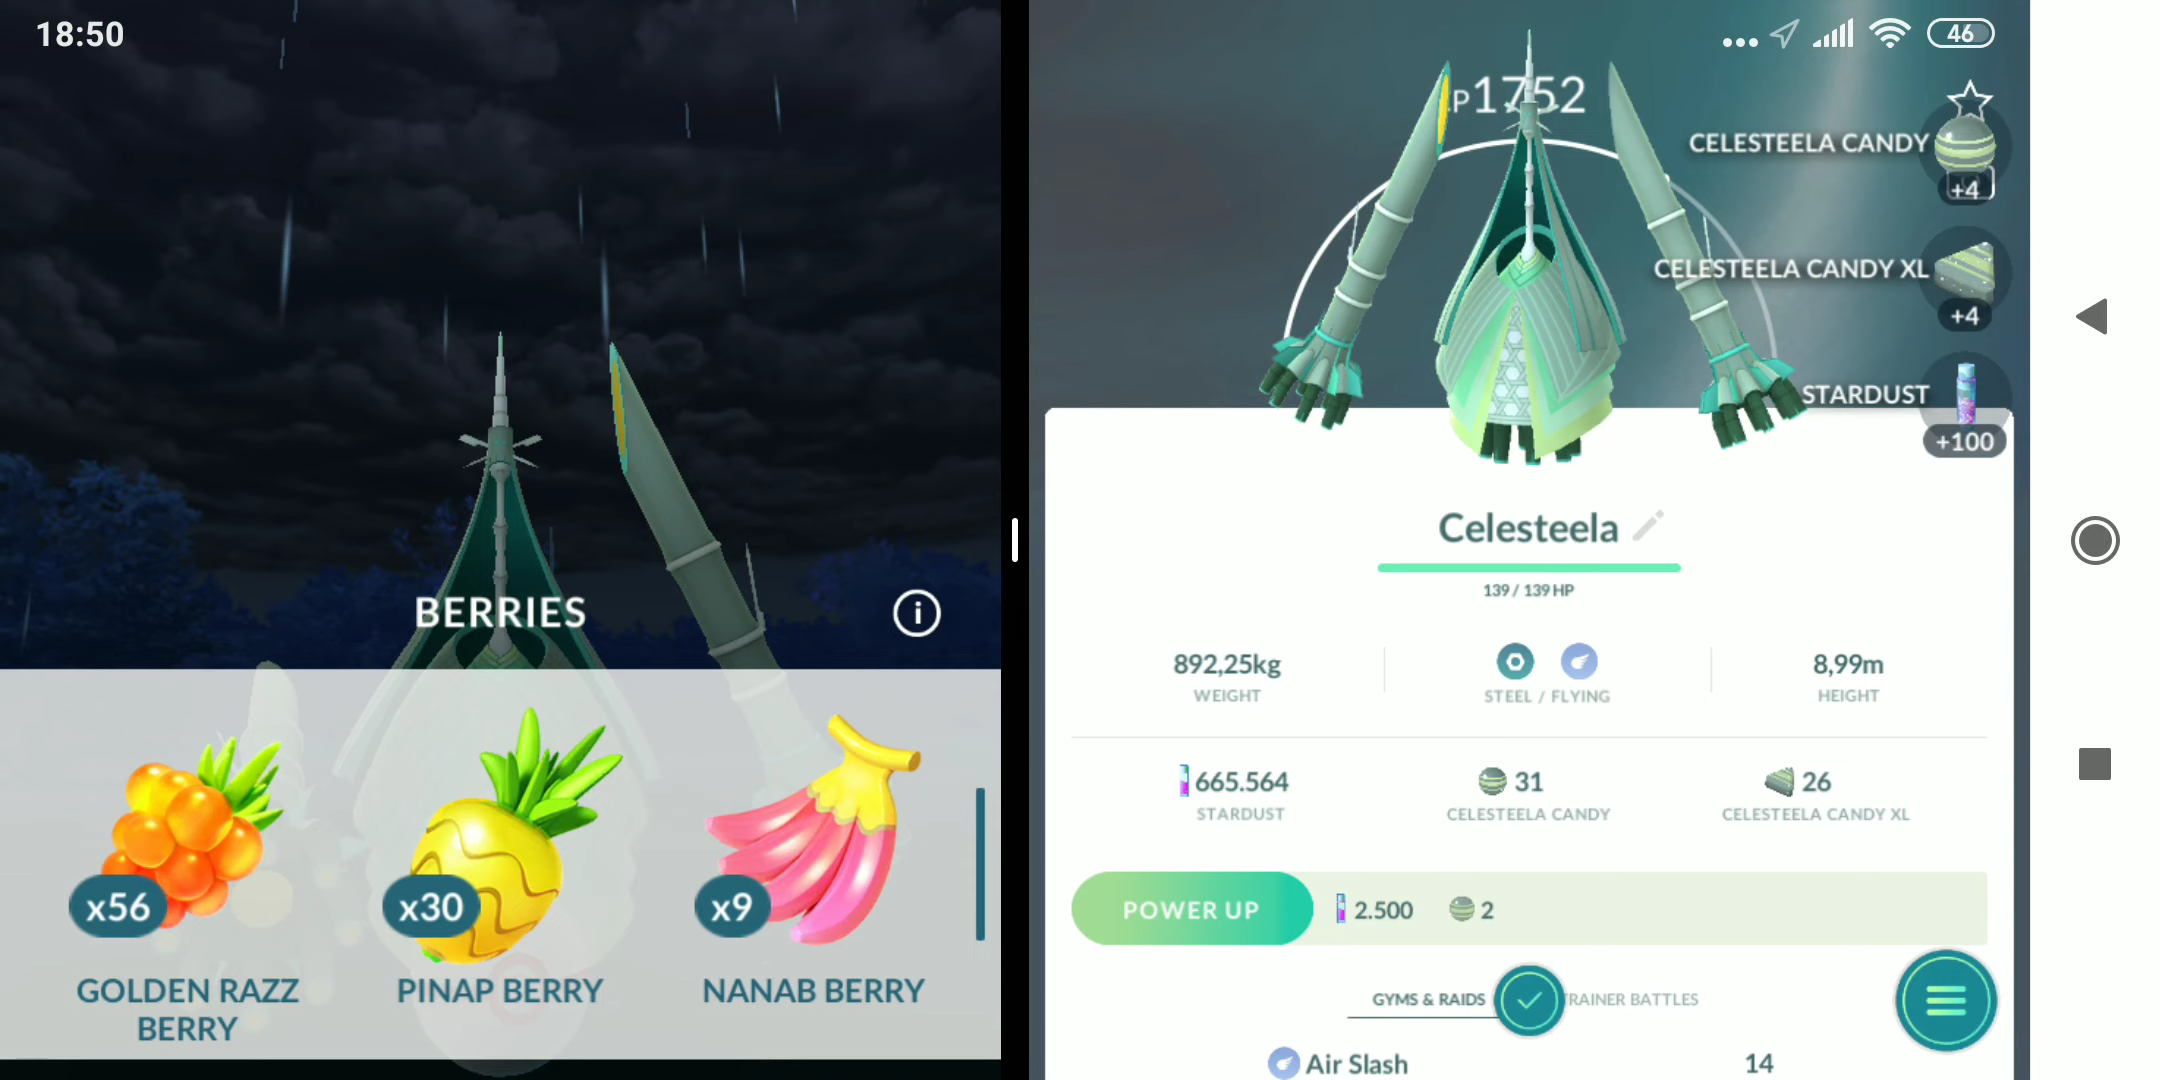 18:50
BERRIES
i
x56
x30
x9
GOLDEN RAZZ
BERRY
PINAP BERRY
NANAB BERRY
46
1752
CELESTEELA CANDY
+4
CELESTEELA CANDY XL
+4
STARDUST
+100
Celesteela
139 / 139 HP
892,25kg
WEIGHT
STEEL / FLYING
8,99m
HEIGHT
665.564
STARDUST
31
CELESTEELA CANDY
26
CELESTEELA CANDY XL
POWER UP
2.500
2
GYMS & RAIDS
TRAINER BATTLES
Air Slash
14